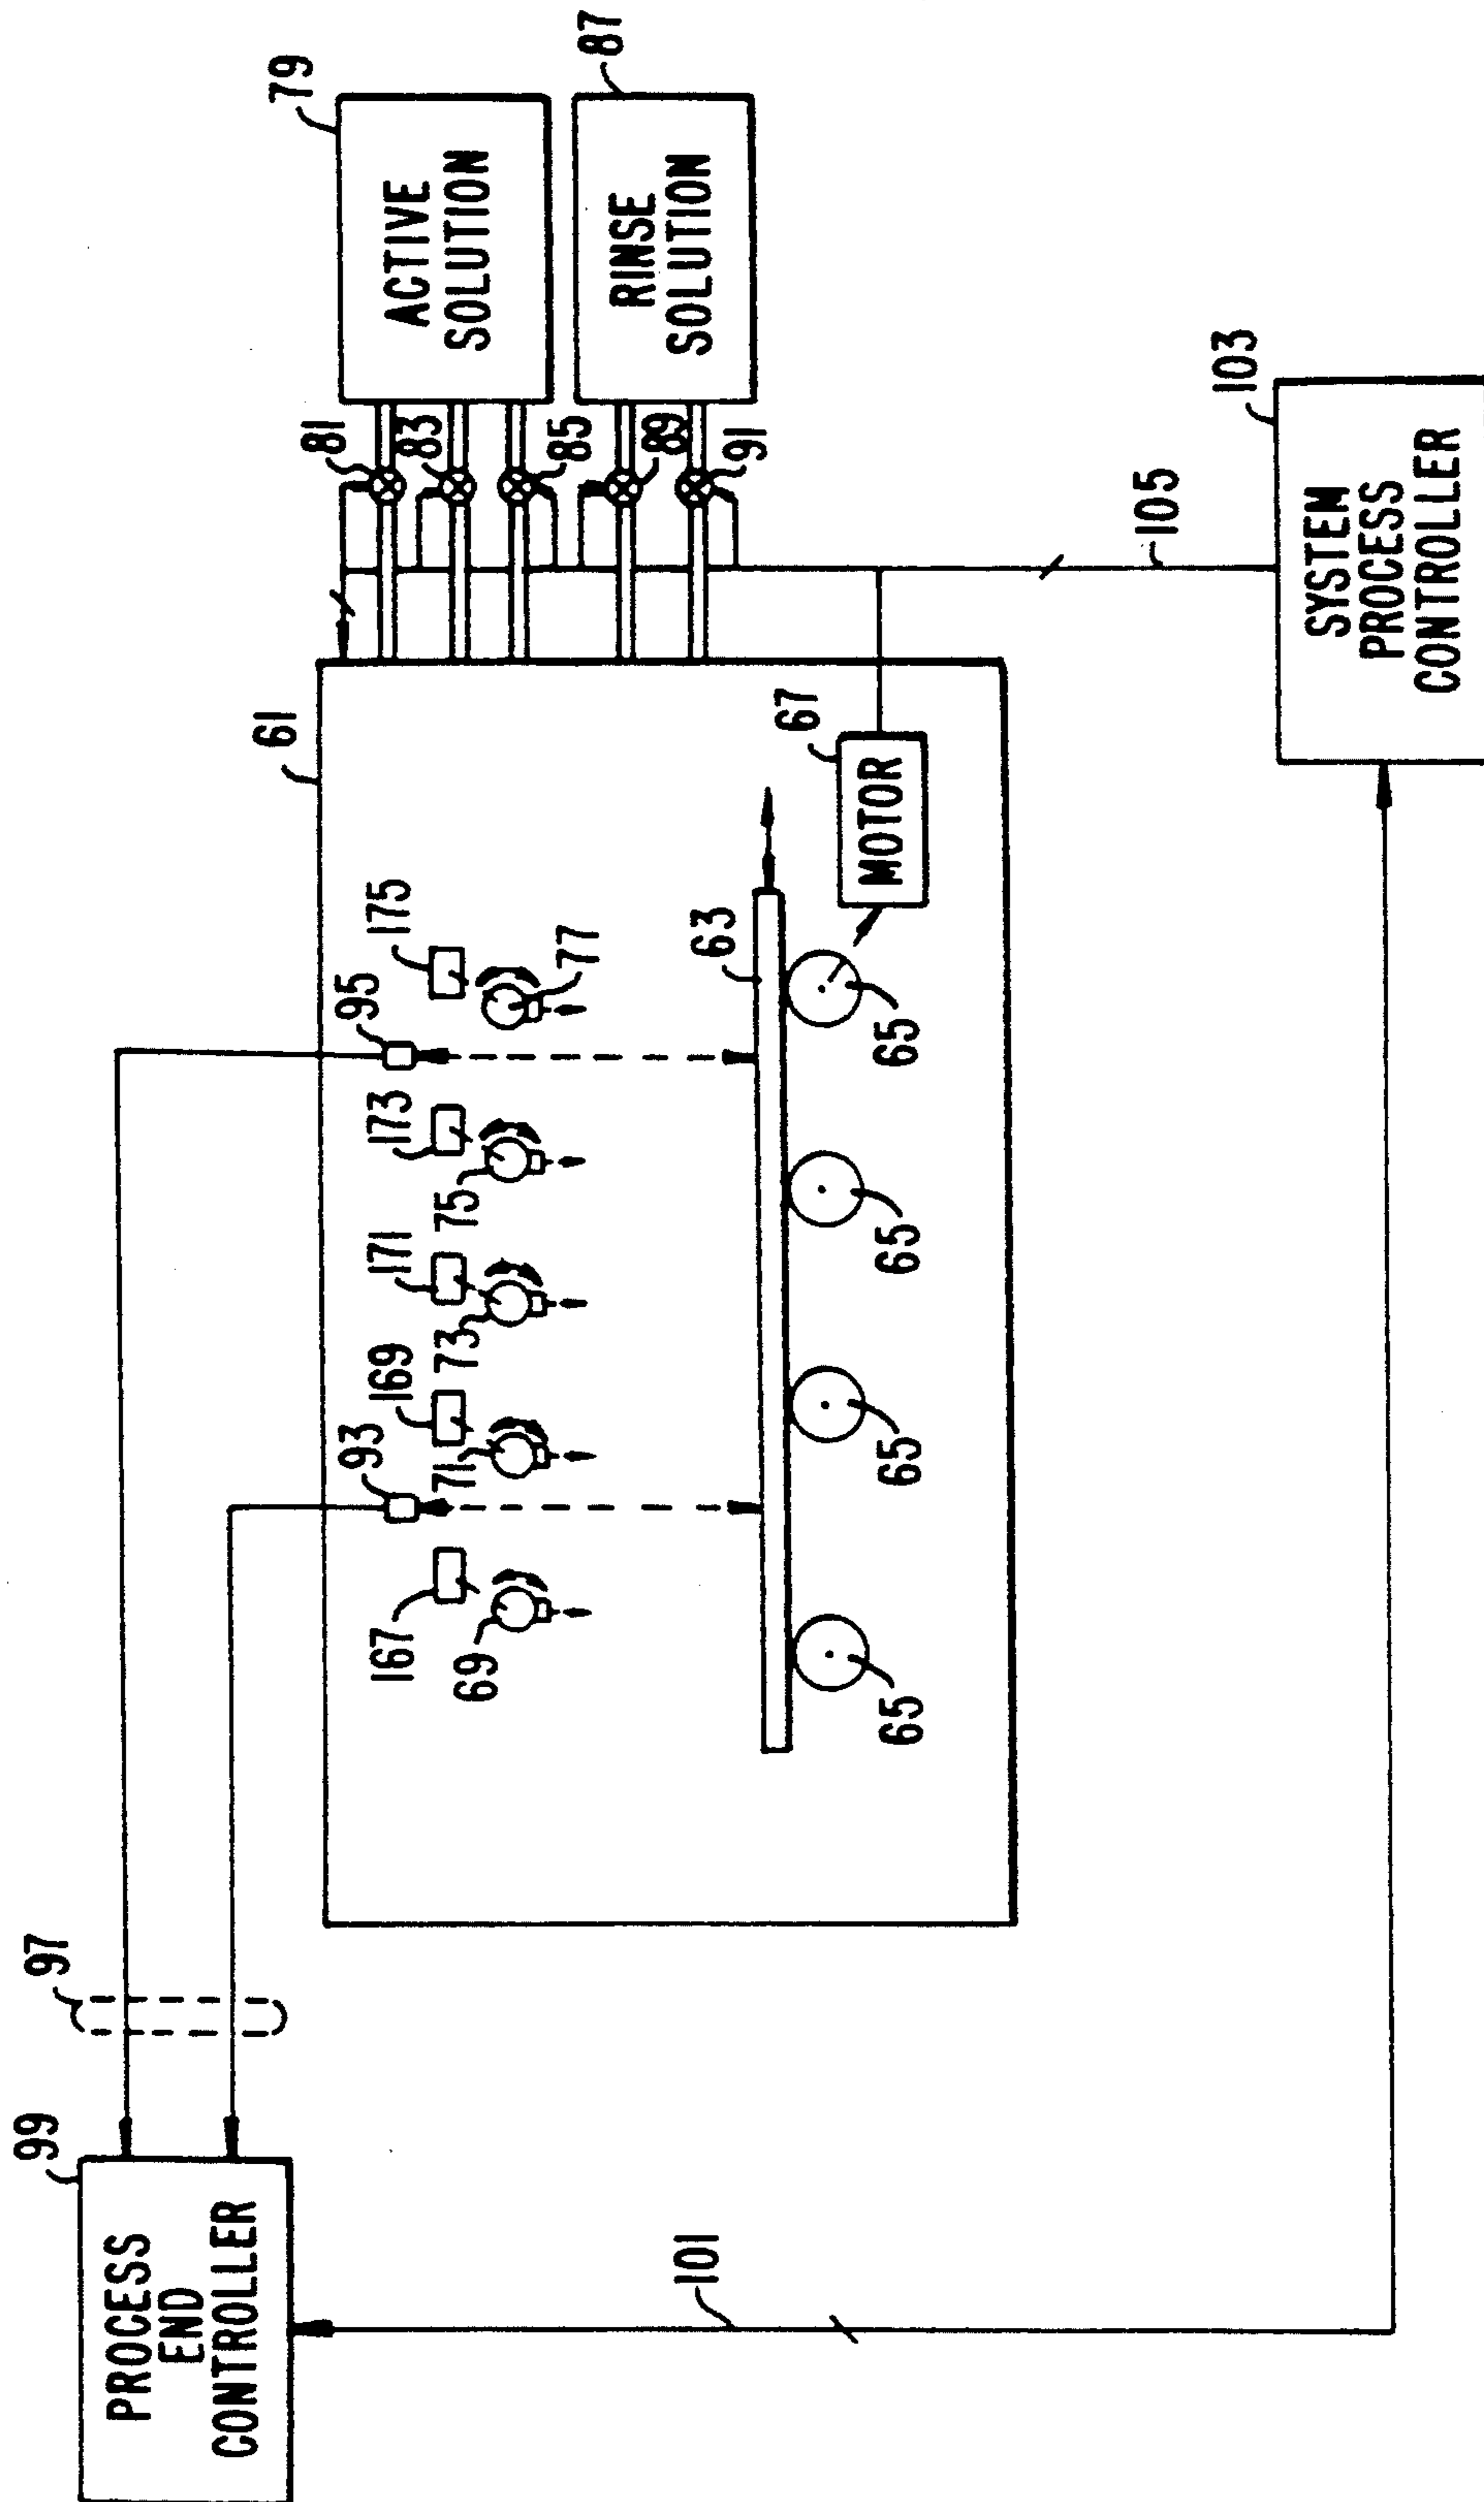 PROCESS
END
CONTROLLER
99
97
101
61
93
95
167
169
171
173
175
69
71
73
75
77
63
65
65
65
65
MOTOR
67
81
83
85
89
91
ACTIVE
SOLUTION
79
RINSE
SOLUTION
87
105
SYSTEM
PROCESS
CONTROLLER
103